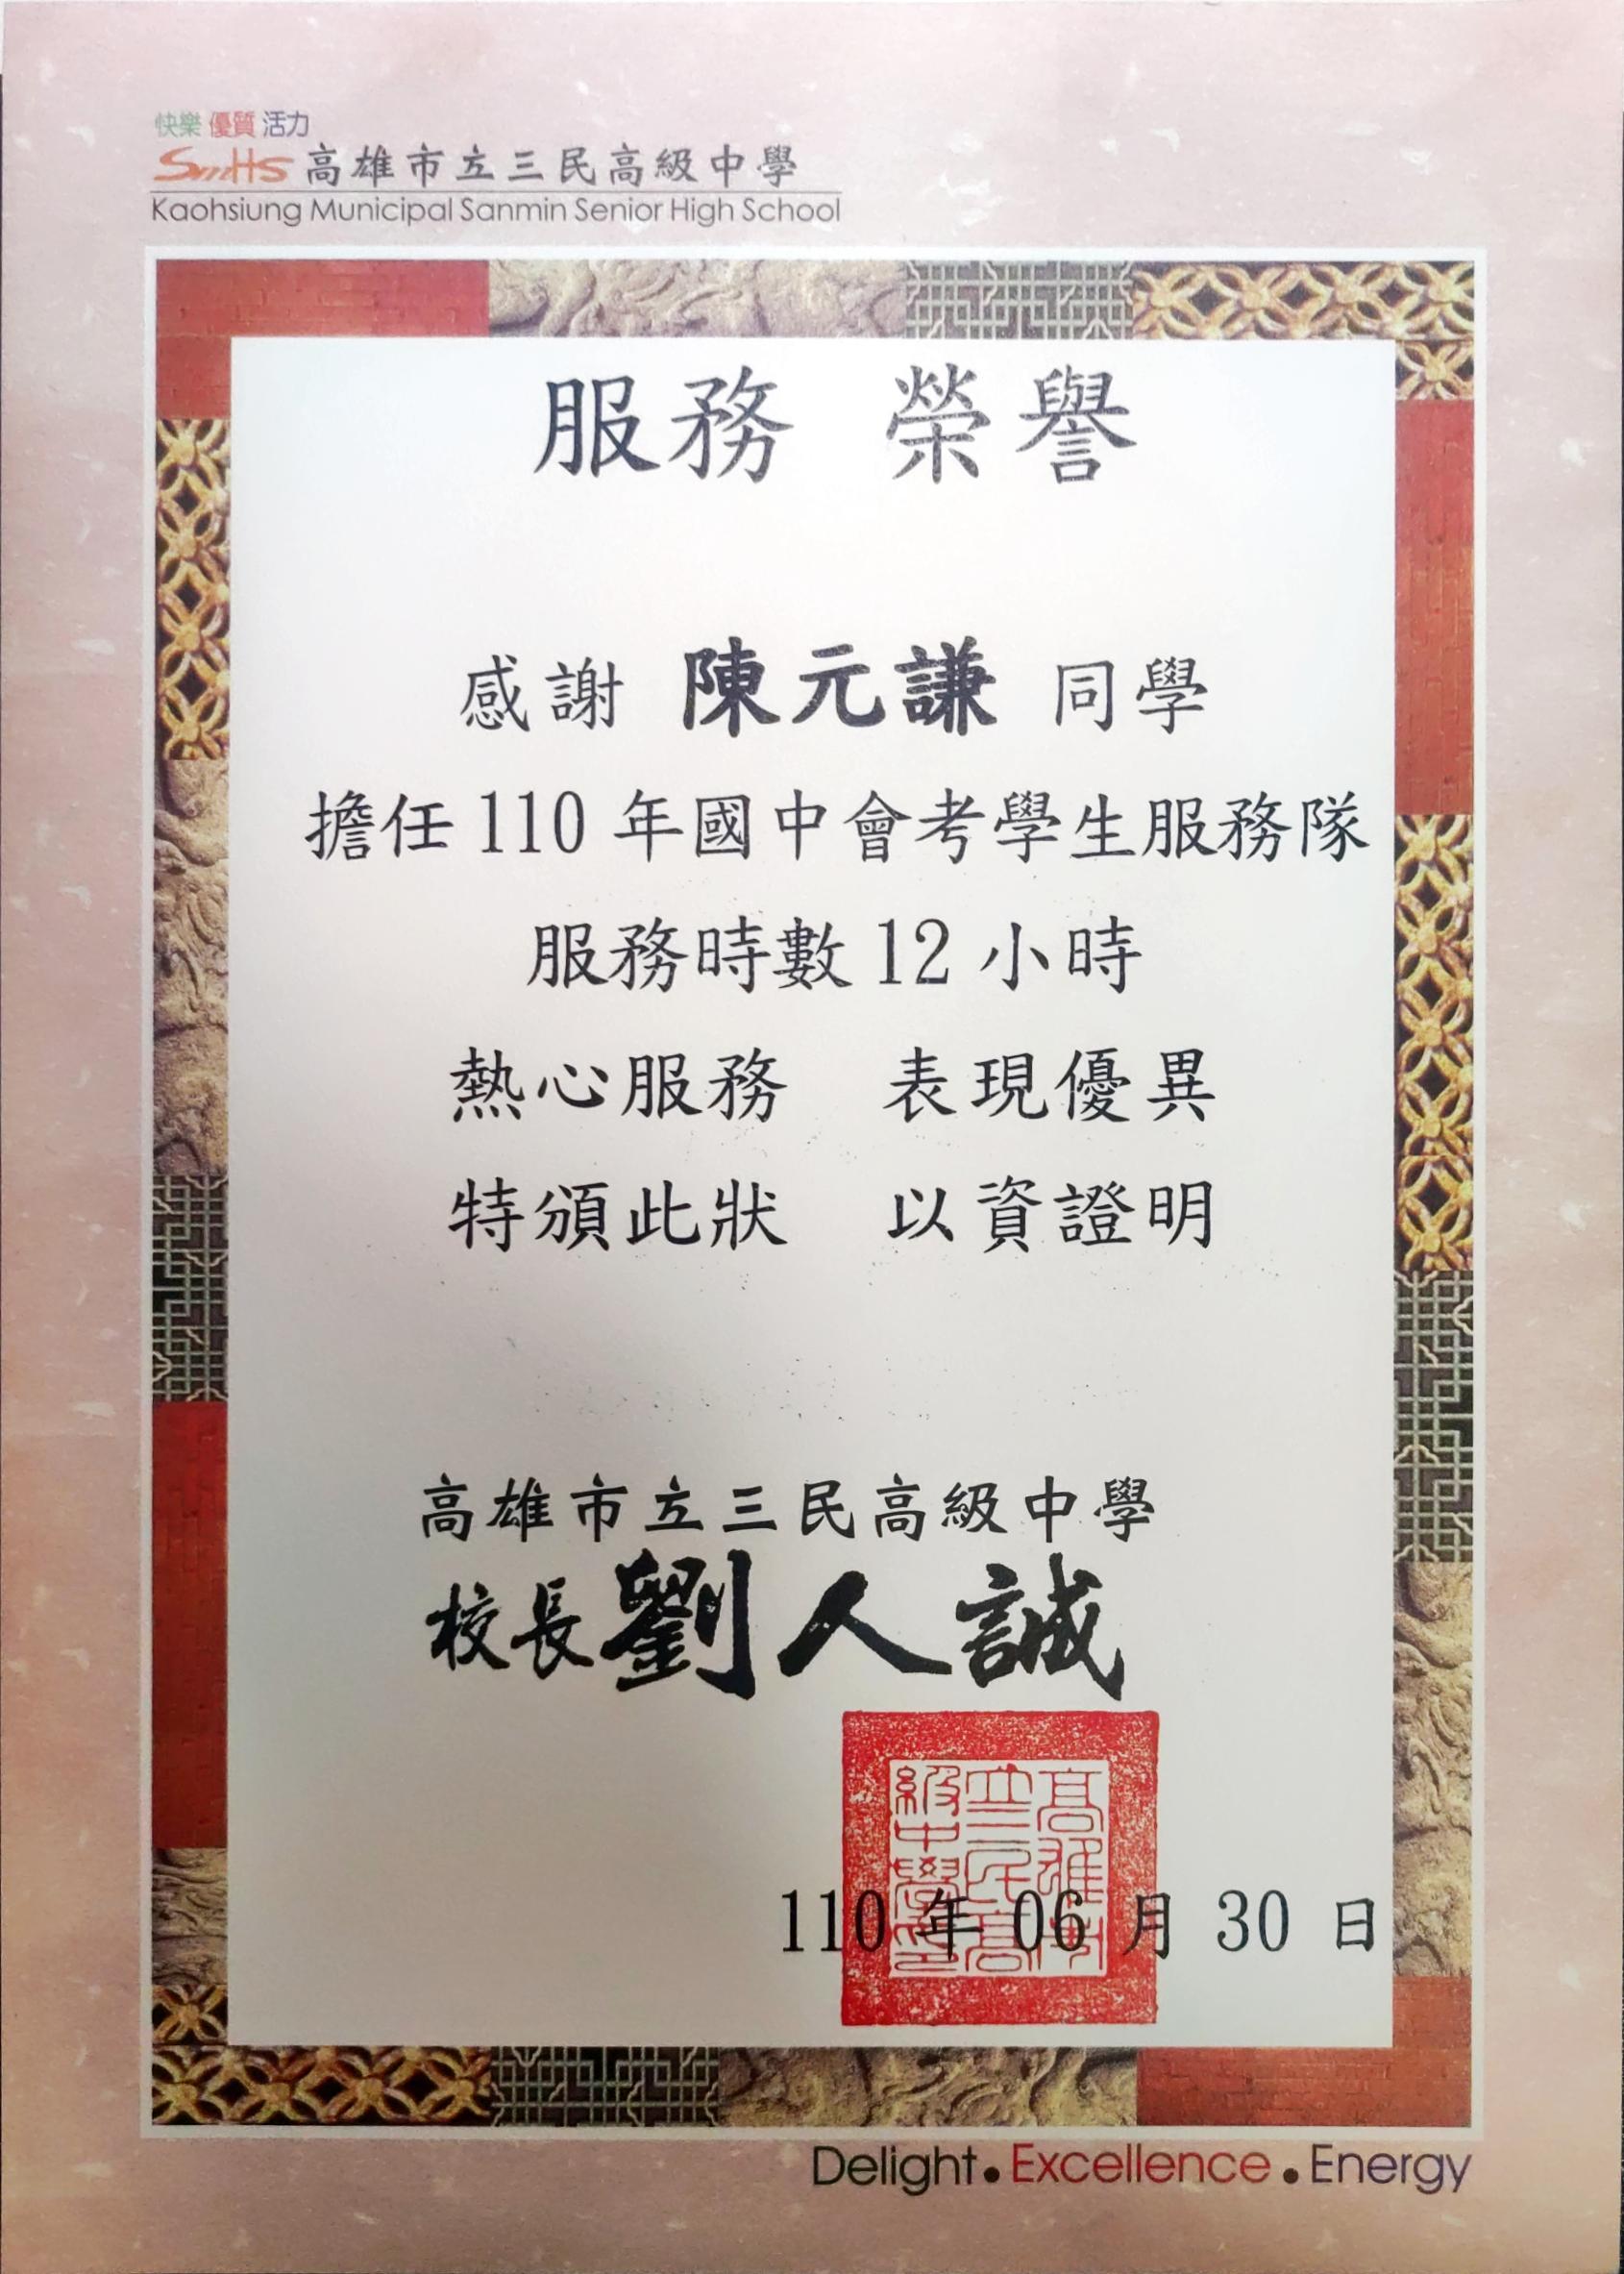 快樂 優質 活力
SmHS 高雄市立三民高級中學
Kaohsiung Municipal Sanmin Senior High School
服務 榮譽
感謝 陳元謙 同學
擔任 110 年國中會考學生服務隊
服務時數 12 小時
熱心服務 表現優異
特頒此狀 以資證明
高雄市立三民高級中學
校長劉人誠
高雄市立三民高級中學印
110 年 06 月 30 日
Delight.Excellence.Energy